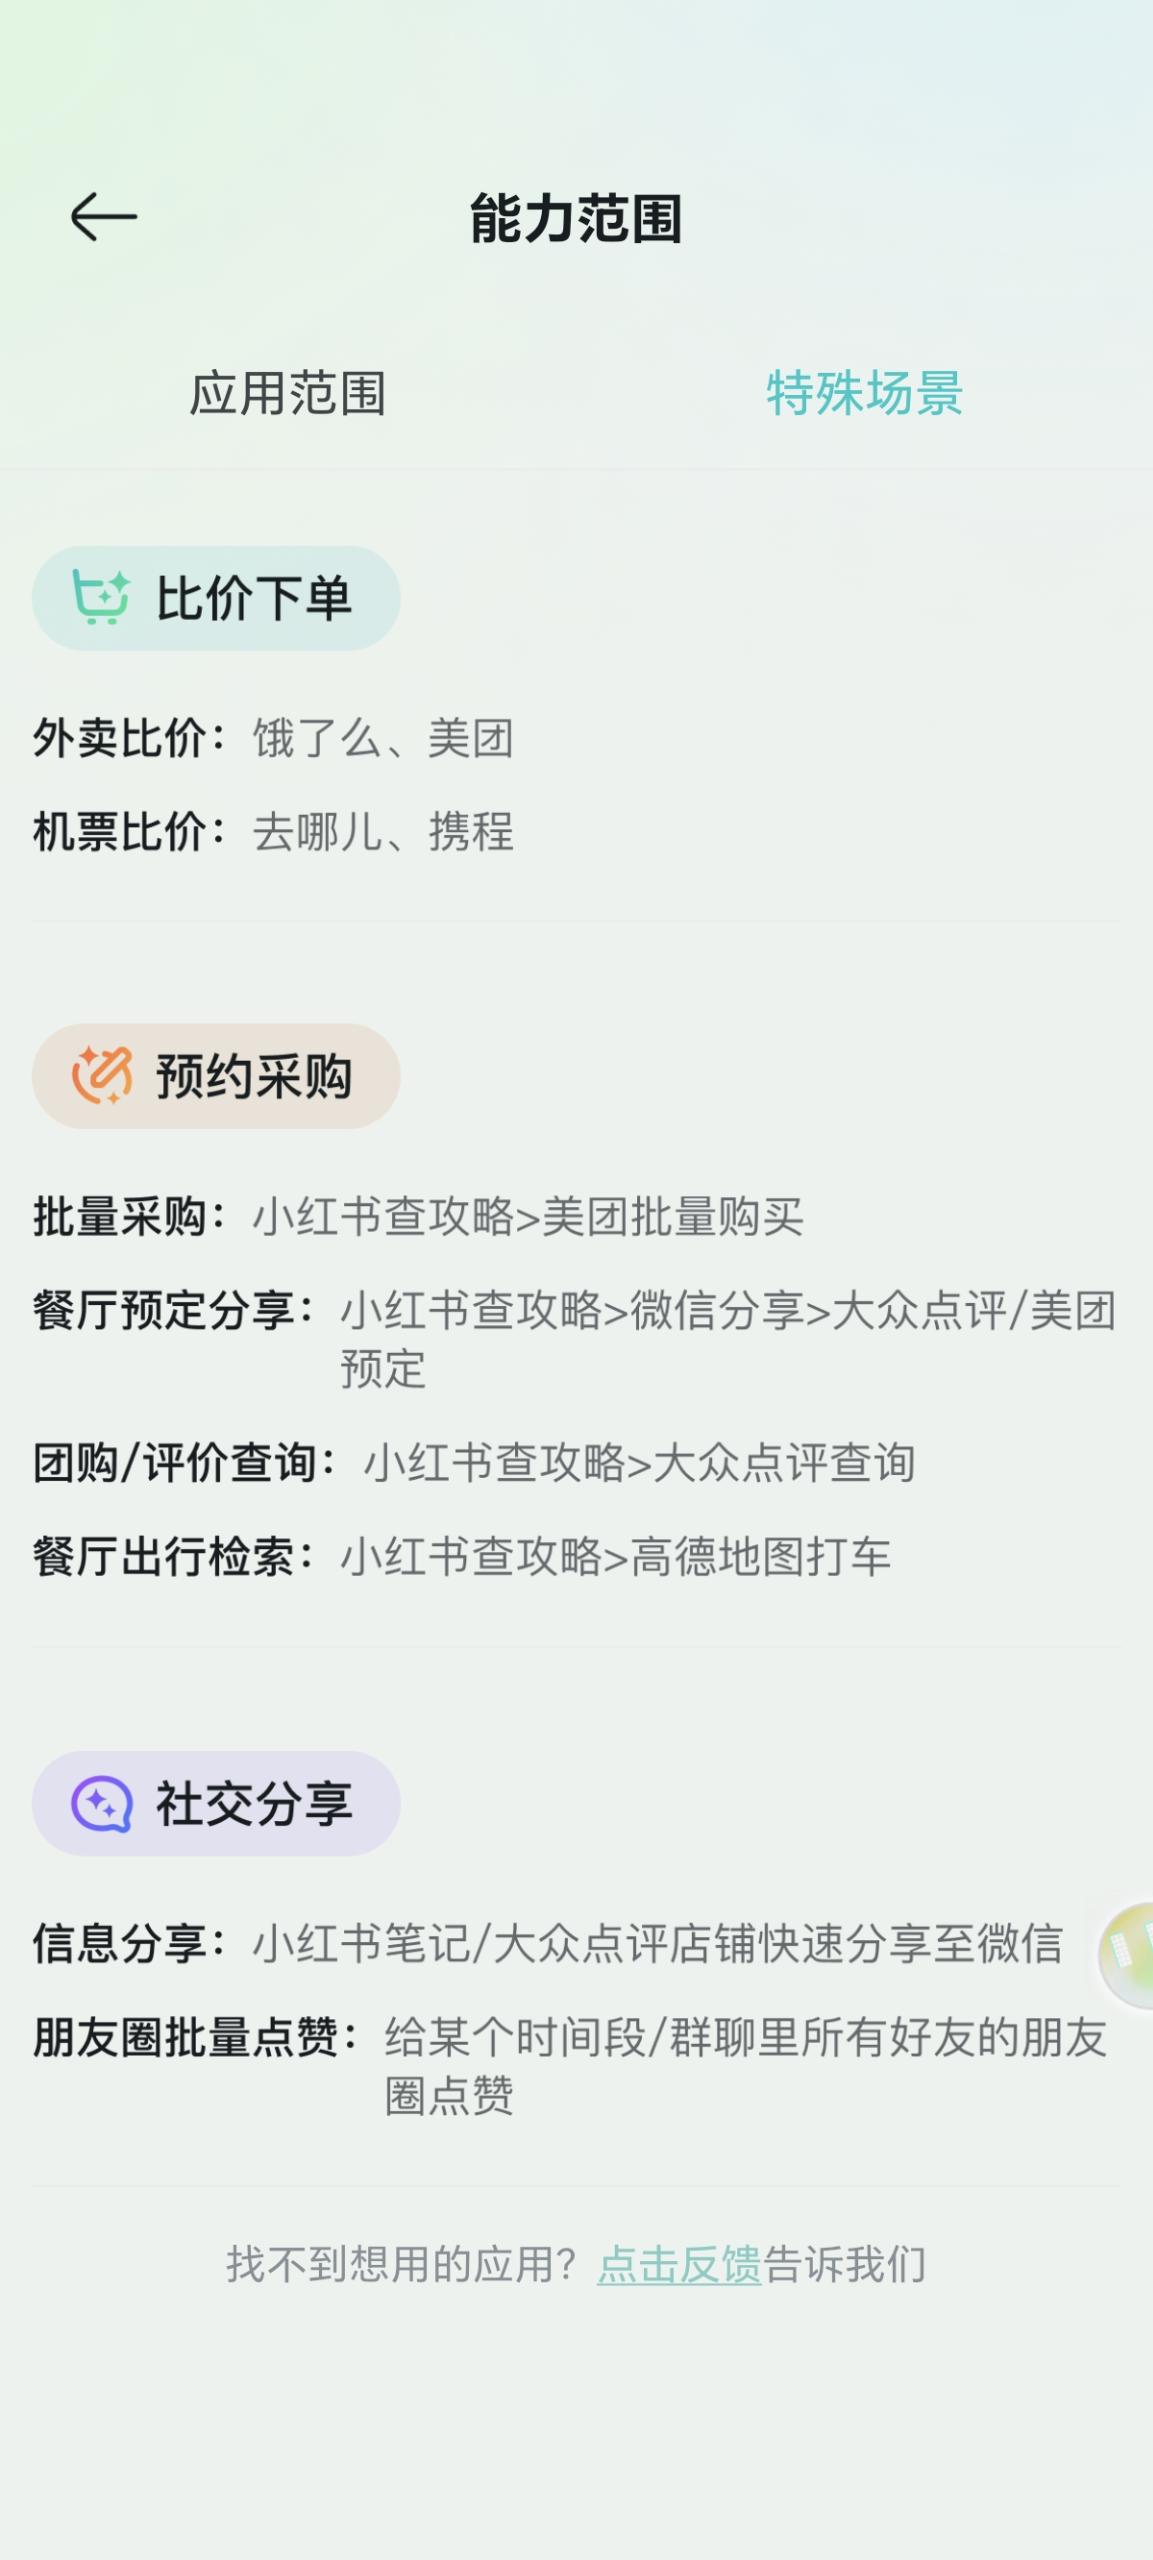 能力范围
应用范围
特殊场景
比价下单
外卖比价：饿了么、美团
机票比价：去哪儿、携程
预约采购
批量采购：小红书查攻略>美团批量购买
餐厅预定分享：小红书查攻略>微信分享>大众点评/美团
预定
团购/评价查询：小红书查攻略>大众点评查询
餐厅出行检索：小红书查攻略>高德地图打车
社交分享
信息分享：小红书笔记/大众点评店铺快速分享至微信
朋友圈批量点赞：给某个时间段/群聊里所有好友的朋友
圈点赞
找不到想用的应用？点击反馈告诉我们